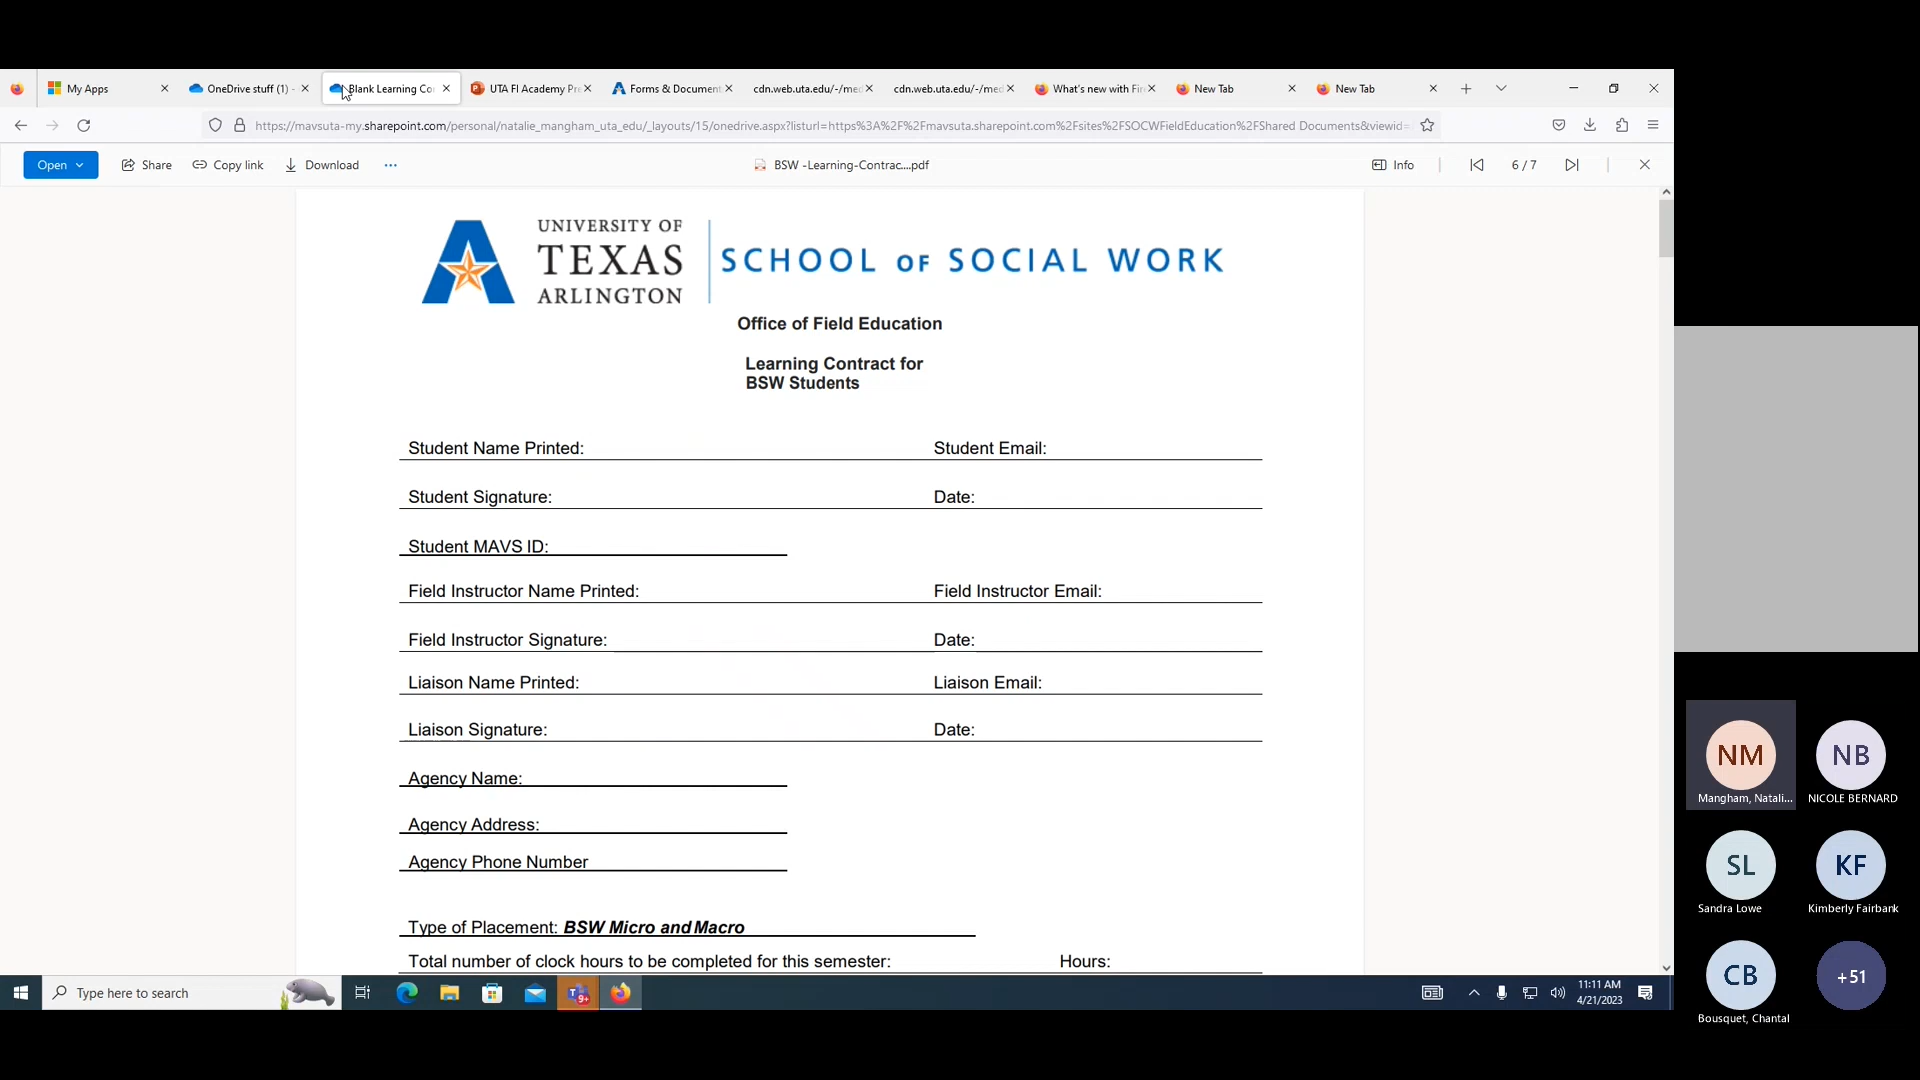 My Apps
OneDrive stuff (1) -
Blank Learning Co
UTA FI Academy Pre
Forms & Document
cdn.web.uta.edu/-/med
cdn.web.uta.edu/-/med
What's new with Fire
New Tab
New Tab
https://mavsuta-my.sharepoint.com/personal/natalie_mangham_uta_edu/_layouts/15/onedrive.aspx?listurl=https%3A%2F%2Fmavsuta.sharepoint.com%2Fsites%2FSOCWFieldEducation%2FShared Documents&viewid=
Open
Share
Copy link
Download
BSW -Learning-Contrac....pdf
Info
6 / 7
UNIVERSITY OF
TEXAS
ARLINGTON
SCHOOL OF SOCIAL WORK
Office of Field Education
Learning Contract for
BSW Students
Student Name Printed: Student Email:
Student Signature: Date:
Student MAVS ID:
Field Instructor Name Printed: Field Instructor Email:
Field Instructor Signature: Date:
Liaison Name Printed: Liaison Email:
Liaison Signature: Date:
Agency Name:
Agency Address:
Agency Phone Number
Type of Placement: BSW Micro and Macro
Total number of clock hours to be completed for this semester: Hours:
NM
Mangham, Natali...
NB
NICOLE BERNARD
SL
Sandra Lowe
KF
Kimberly Fairbank
CB
Bousquet, Chantal
+51
Type here to search
9+
11:11 AM
4/21/2023